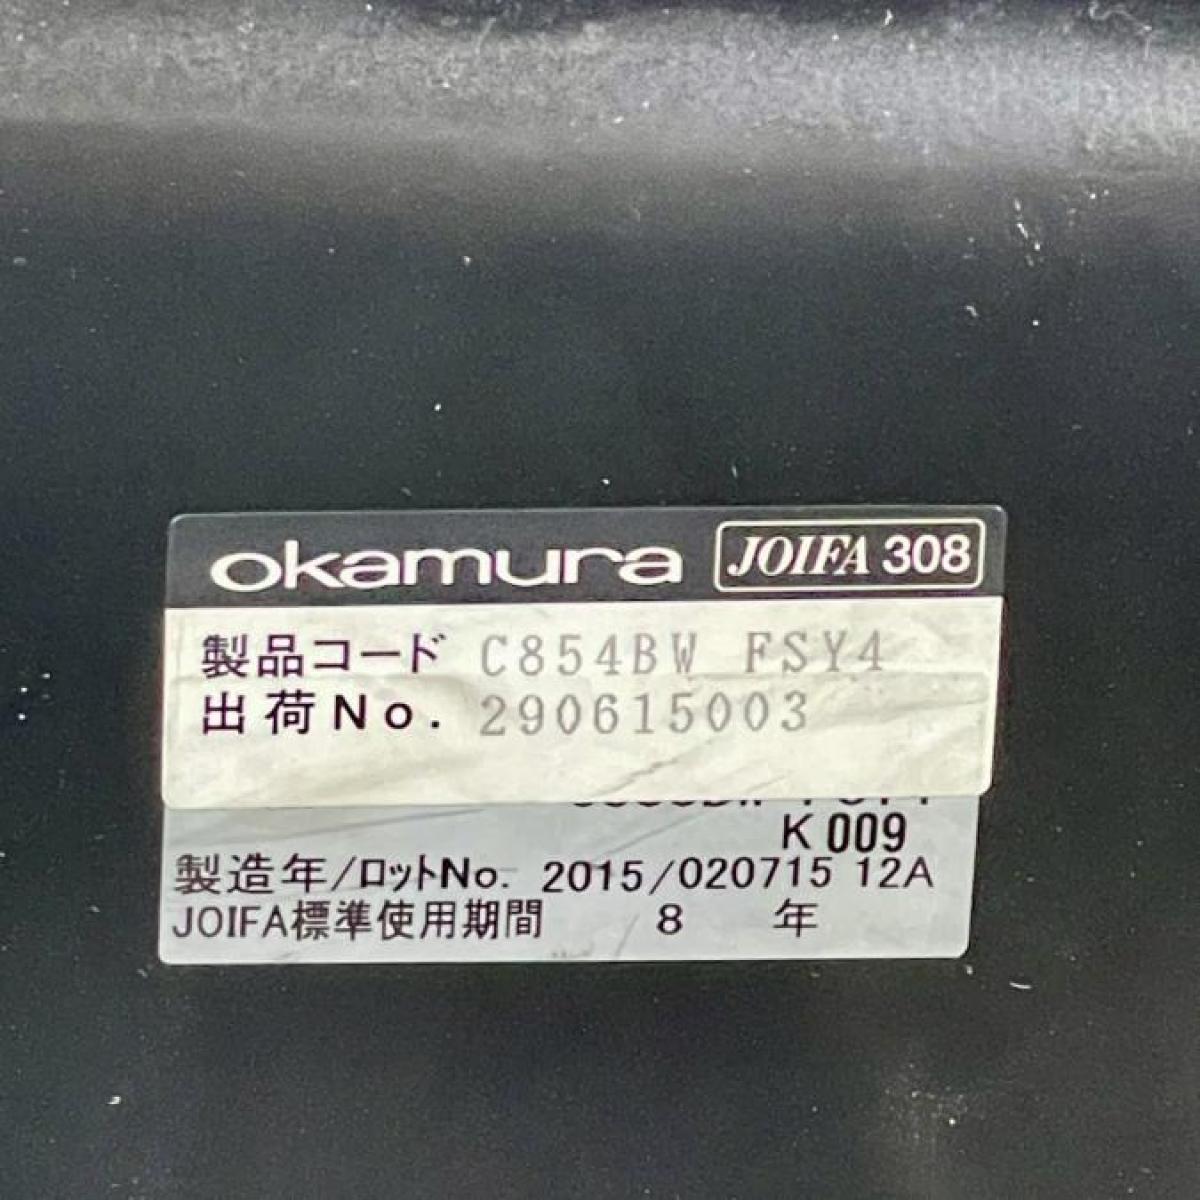 okamura JOIFA 308
製品コード C854BW FSY4
出荷No. 290615003
K 009
製造年/ロットNo. 2015/020715 12A
JOIFA標準使用期間 8 年